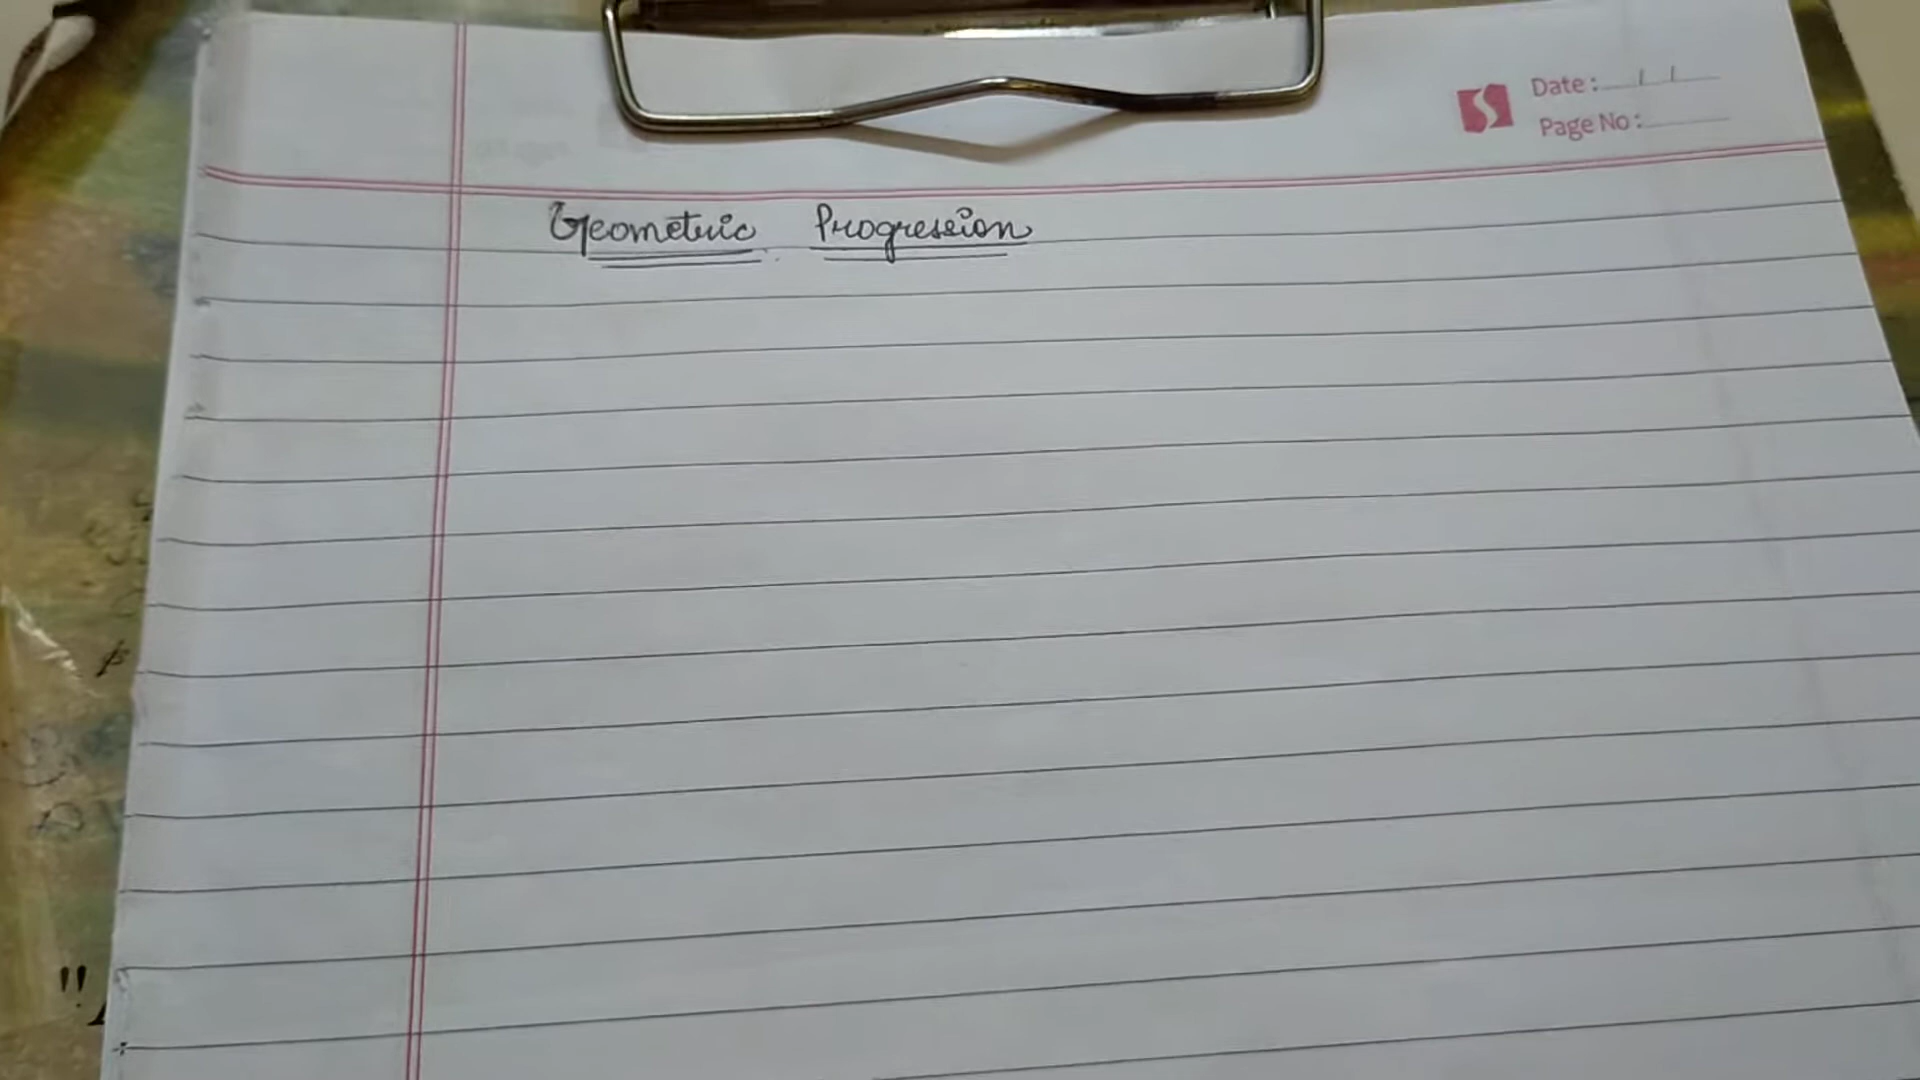 Date :
Page No :
Geometric Progression
"